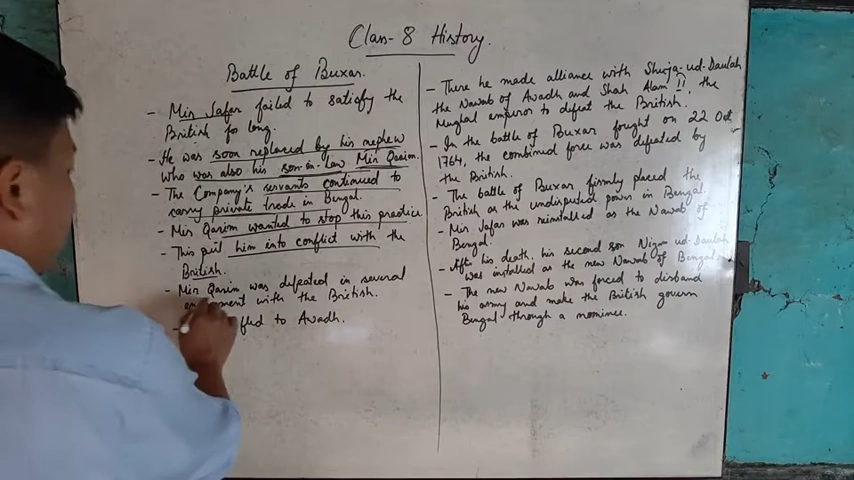 Class- 8 History.
Battle of Buxar.
- Mir Jafar failed to satisfy the
British for long.
- He was soon replaced by his nephew
who was also his son-in-law Mir Qasim.
- The Company's servants continued to
carry private trade in Bengal.
- Mir Qasim wanted to stop this practice
- This put him into conflict with the
British.
- Mir Qasim was defeated in several
with the British.
- fled to Avadh.
- There he made alliance with Shuja-ud-Daulah
the Nawab of Avadh and Shah Alam II, the
Mughal emperor to defeat the British.
- In the battle of Buxar fought on 22 Oct
1764, the combined force was defeated by
the British.
- The battle of Buxar firmly placed the
British as the undisputed power in Bengal.
- Mir Jafar was reinstalled as the Nawab of
Bengal.
- After his death, his second son Nizam ud-Daulah
was installed as the new Nawab of Bengal.
- The new Nawab was forced to disband
his army and make the British govern
Bengal through a nominee.